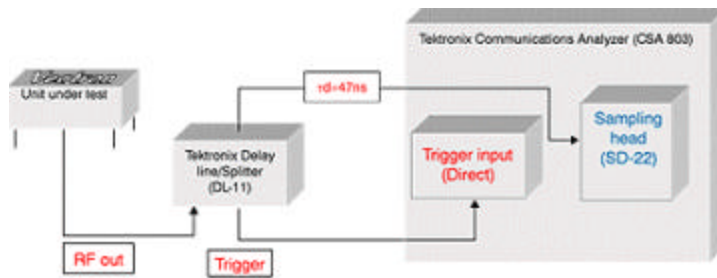 Tektronix Communications Analyzer (CSA 803)
Vectron
Unit under test
τd=47ns
Tektronix Delay
line/Splitter
(DL-11)
Trigger input
(Direct)
Sampling
head
(SD-22)
RF out
Trigger